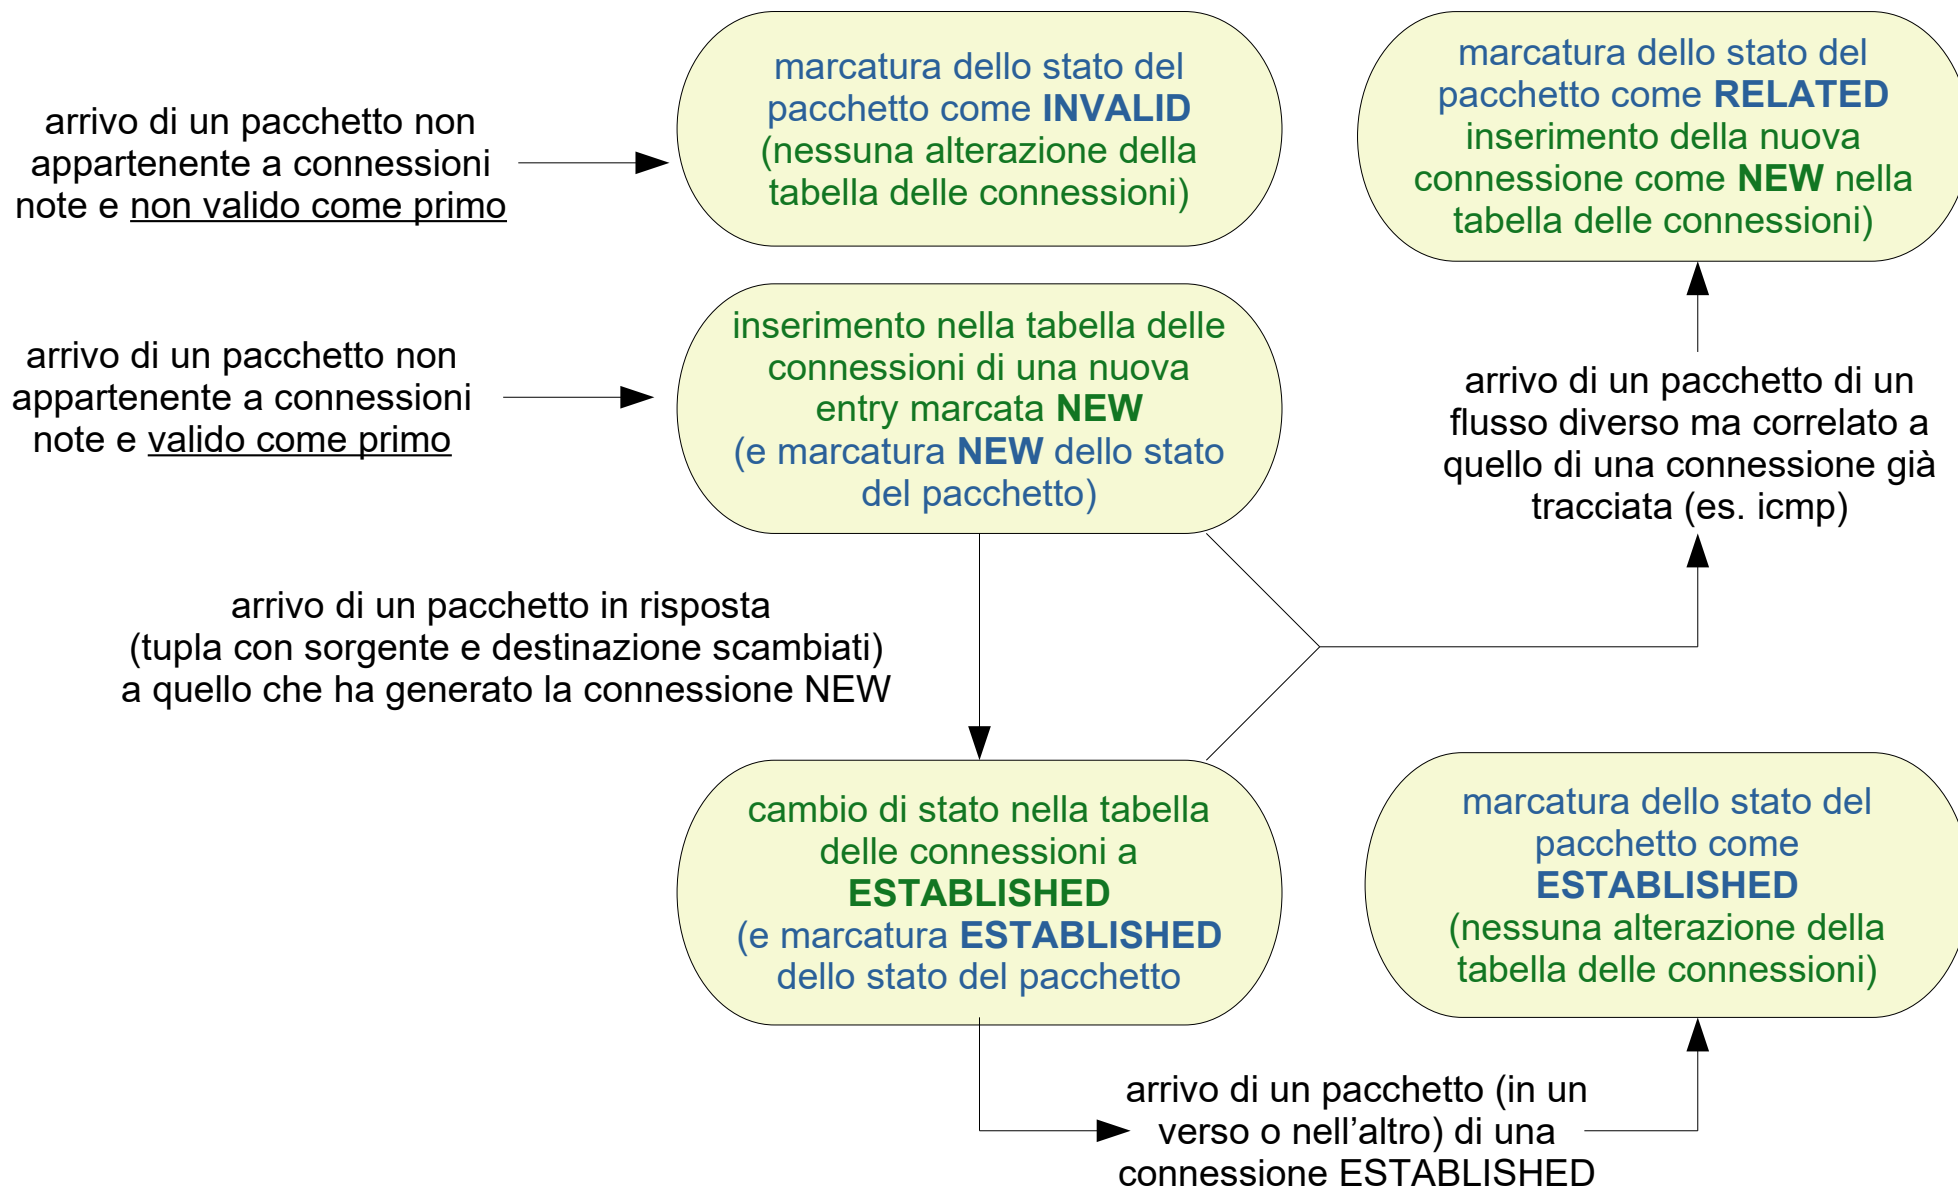 arrivo di un pacchetto non
appartenente a connessioni
note e non valido come primo
marcatura dello stato del
pacchetto come INVALID
(nessuna alterazione della
tabella delle connessioni)
marcatura dello stato del
pacchetto come RELATED
inserimento della nuova
connessione come NEW nella
tabella delle connessioni)
arrivo di un pacchetto non
appartenente a connessioni
note e valido come primo
inserimento nella tabella delle
connessioni di una nuova
entry marcata NEW
(e marcatura NEW dello stato
del pacchetto)
arrivo di un pacchetto di un
flusso diverso ma correlato a
quello di una connessione già
tracciata (es. icmp)
arrivo di un pacchetto in risposta
(tupla con sorgente e destinazione scambiati)
a quello che ha generato la connessione NEW
cambio di stato nella tabella
delle connessioni a
ESTABLISHED
(e marcatura ESTABLISHED
dello stato del pacchetto
marcatura dello stato del
pacchetto come
ESTABLISHED
(nessuna alterazione della
tabella delle connessioni)
arrivo di un pacchetto (in un
verso o nell’altro) di una
connessione ESTABLISHED